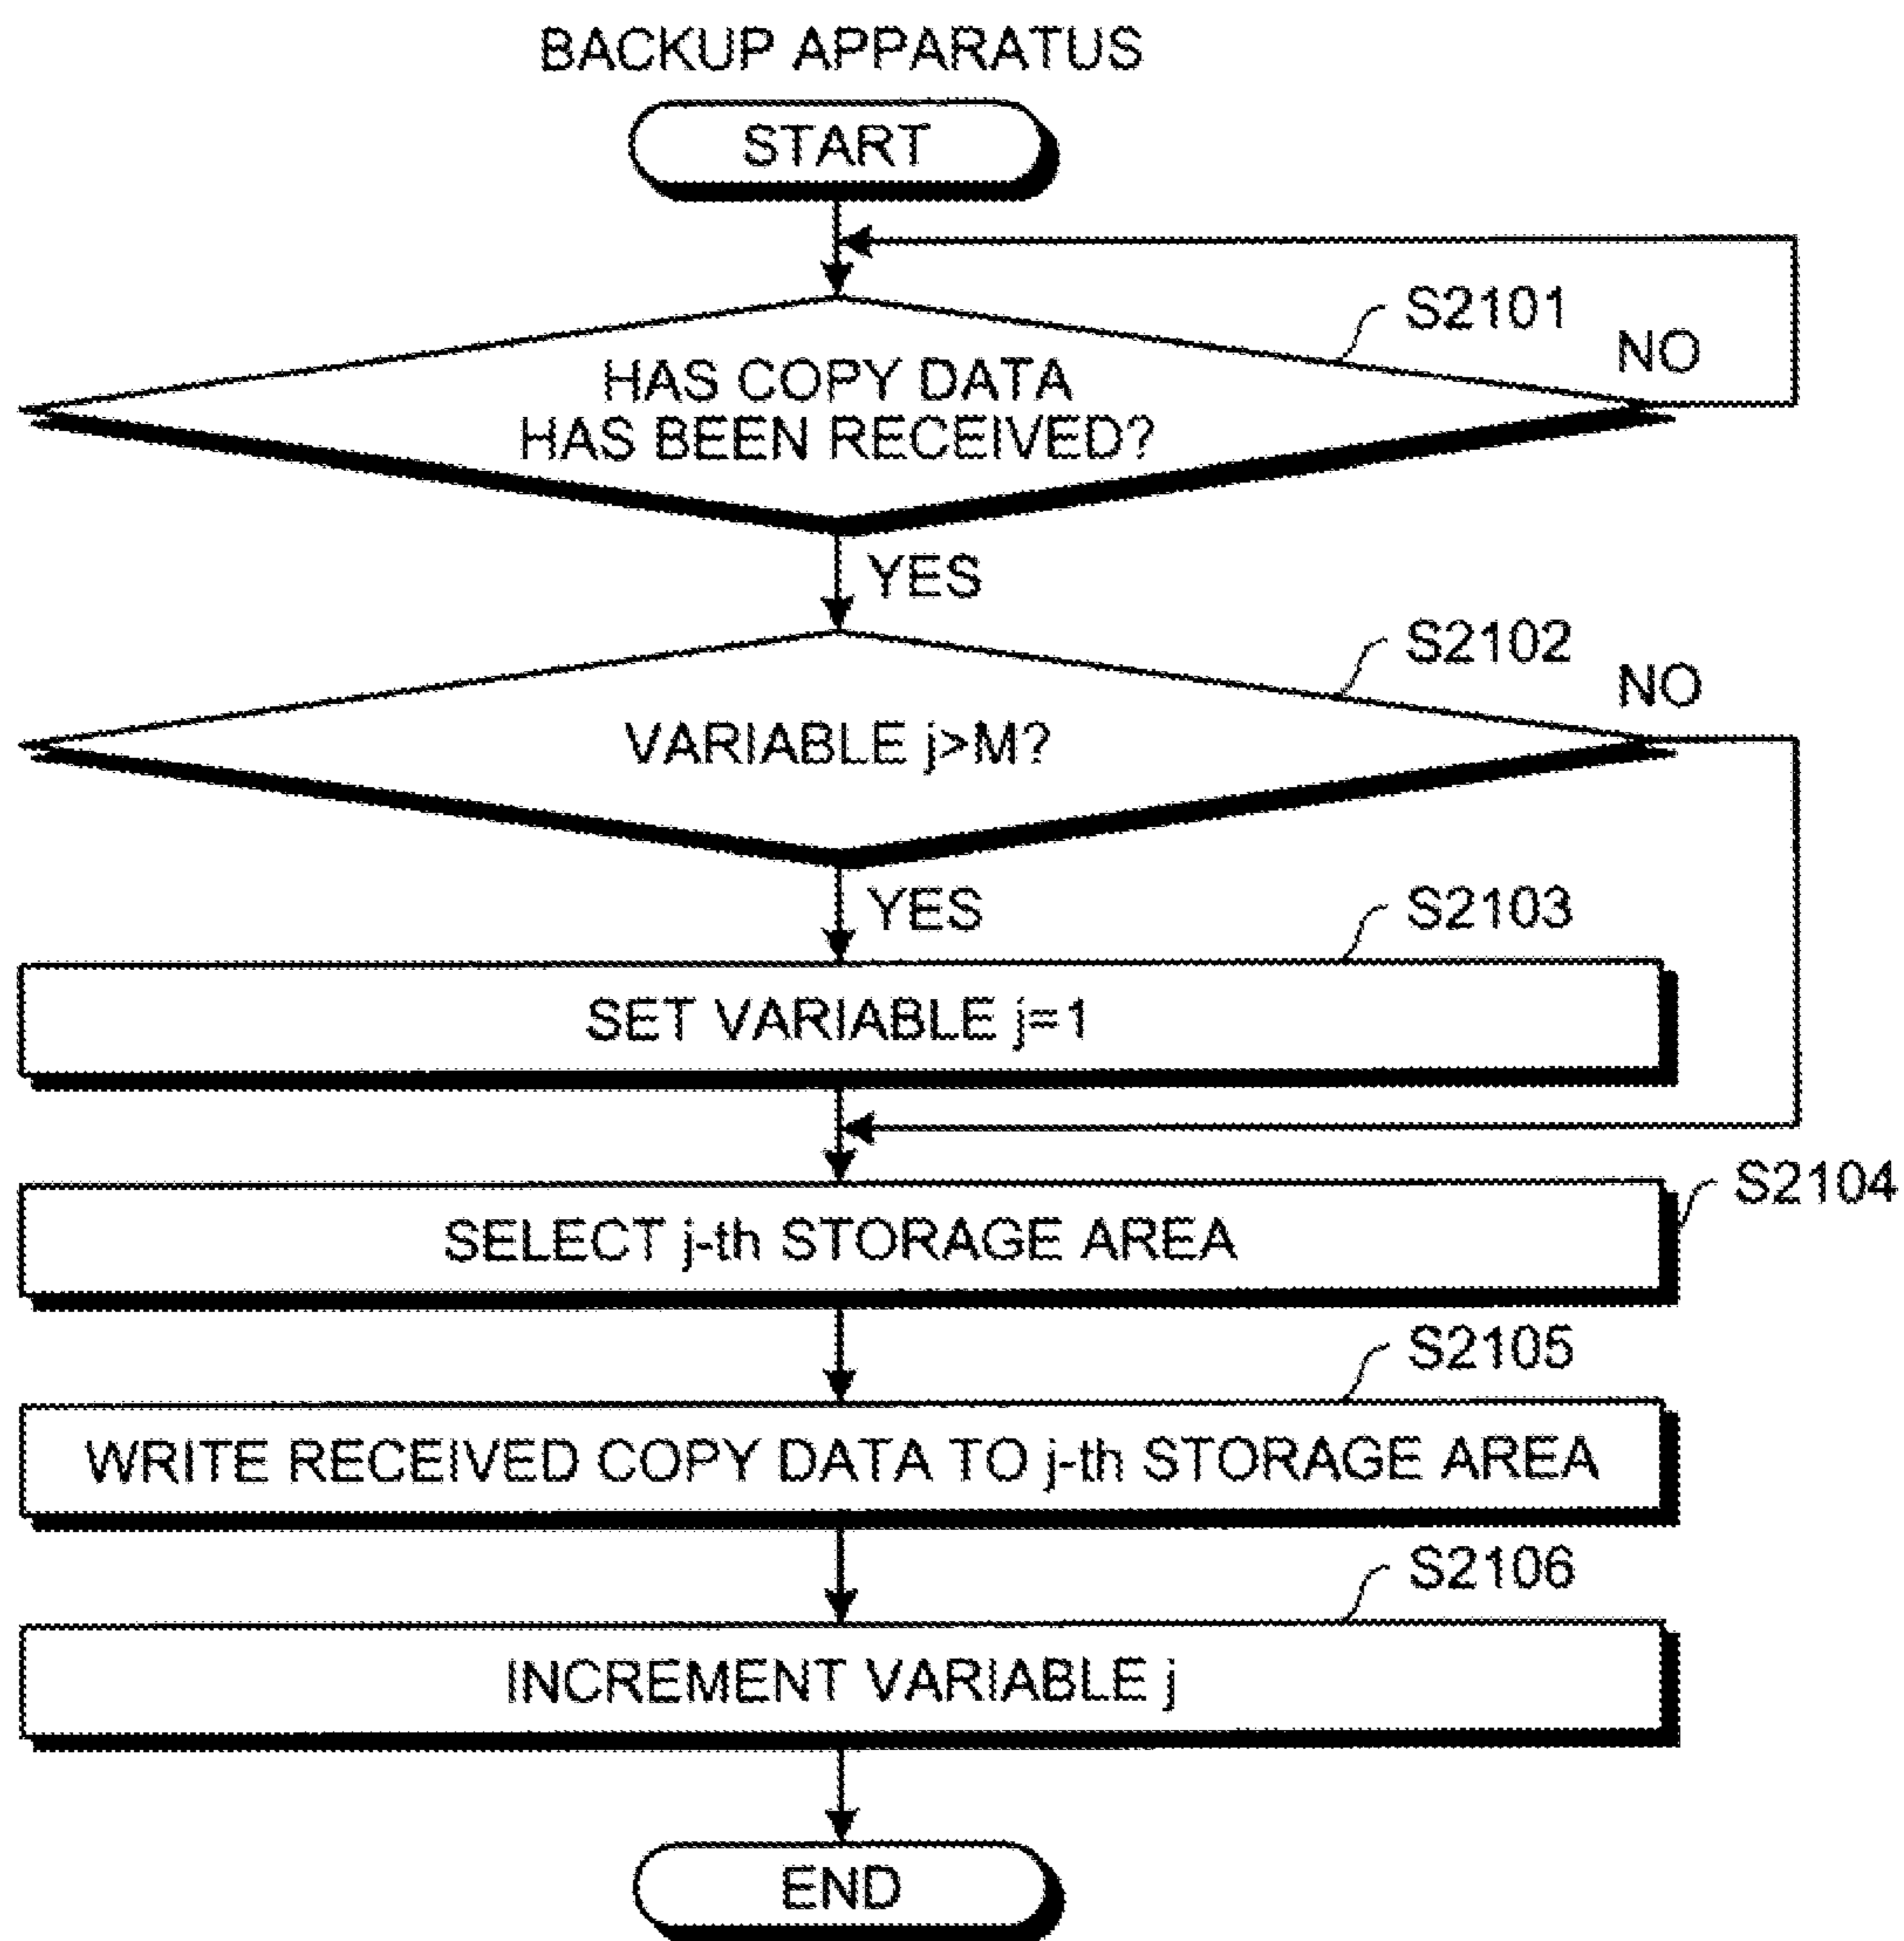 BACKUP APPARATUS
START
S2101
NO
HAS COPY DATA
HAS BEEN RECEIVED?
YES
S2102
NO
VARIABLE j>M?
YES
S2103
SET VARIABLE j=1
S2104
SELECT j-th STORAGE AREA
S2105
WRITE RECEIVED COPY DATA TO j-th STORAGE AREA
S2106
INCREMENT VARIABLE j
END